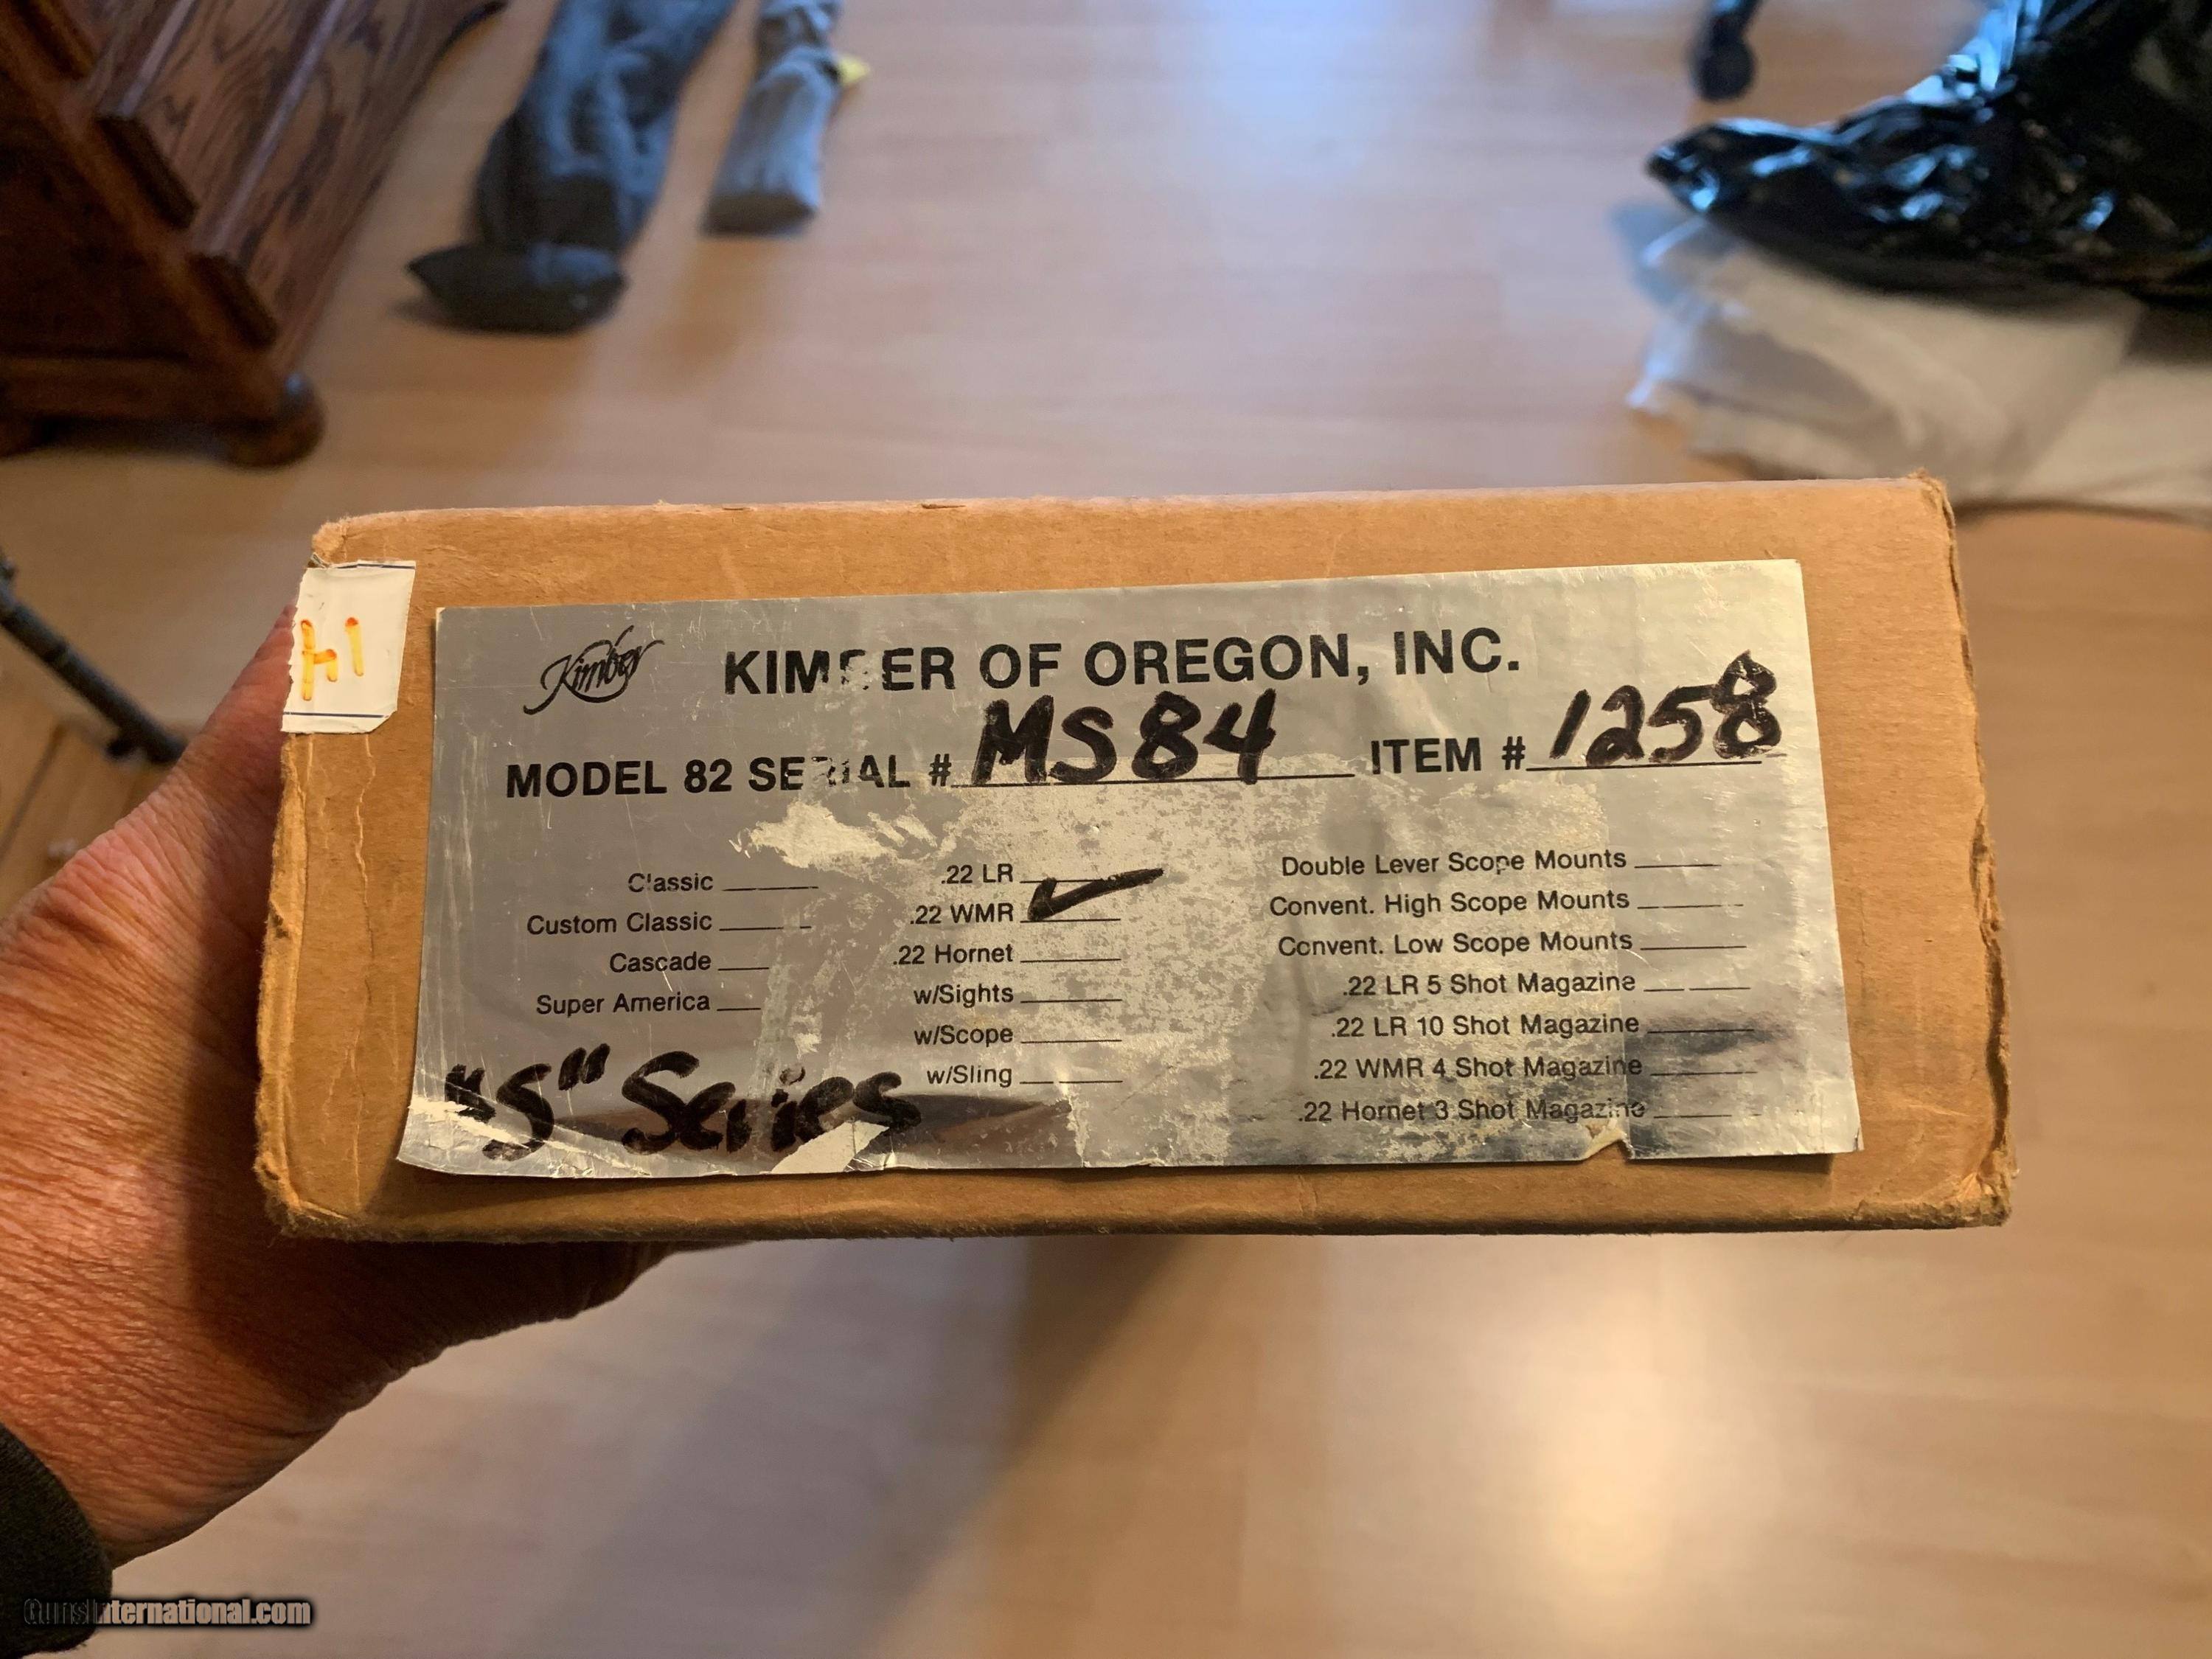 H1
Kimber
KIMBER OF OREGON, INC.
MODEL 82 SERIAL # MS84 ITEM # 1258
Classic
Custom Classic
Cascade
Super America
"S" Series
.22 LR
.22 WMR ✓
.22 Hornet
w/Sights
w/Scope
w/Sling
Double Lever Scope Mounts
Convent. High Scope Mounts
Convent. Low Scope Mounts
.22 LR 5 Shot Magazine
.22 LR 10 Shot Magazine
.22 WMR 4 Shot Magazine
.22 Hornet 3 Shot Magazine
GunsInternational.com